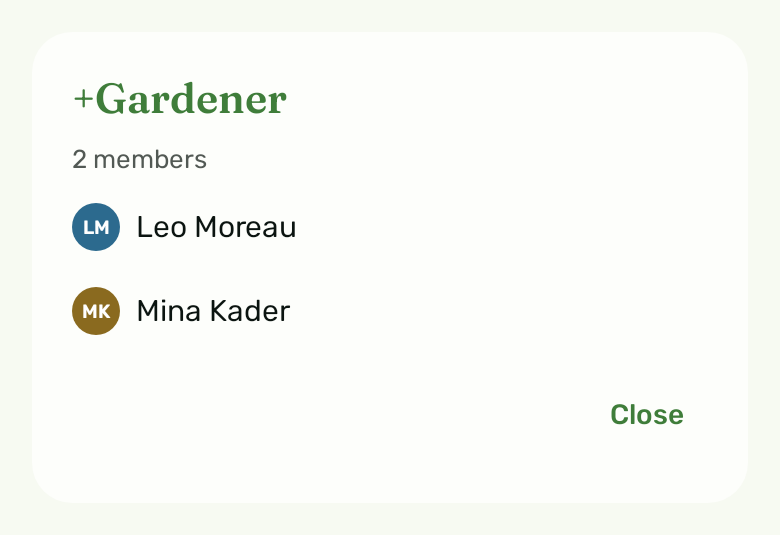 +Gardener
2 members
LM Leo Moreau
MK Mina Kader
Close